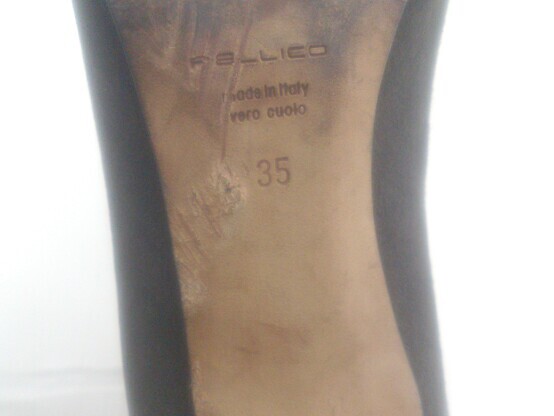 PELLICO
made in Italy
vero cuoio
35